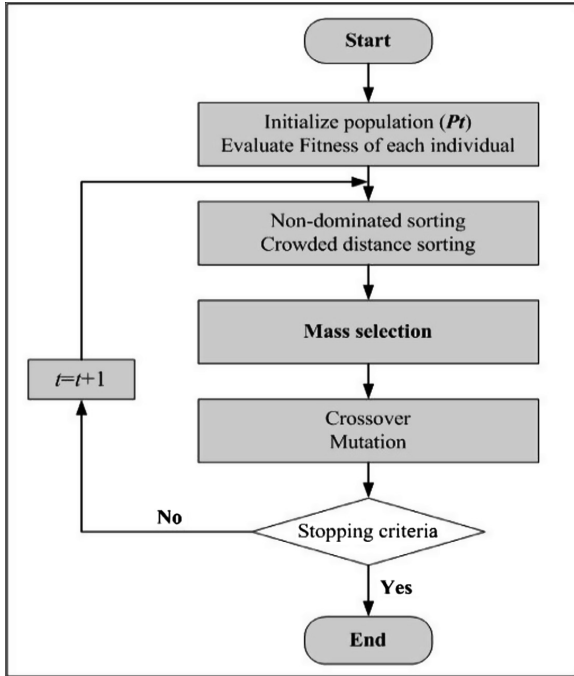 Start
Initialize population (Pt)
Evaluate Fitness of each individual
Non-dominated sorting
Crowded distance sorting
Mass selection
t=t+1
Crossover
Mutation
No
Stopping criteria
Yes
End